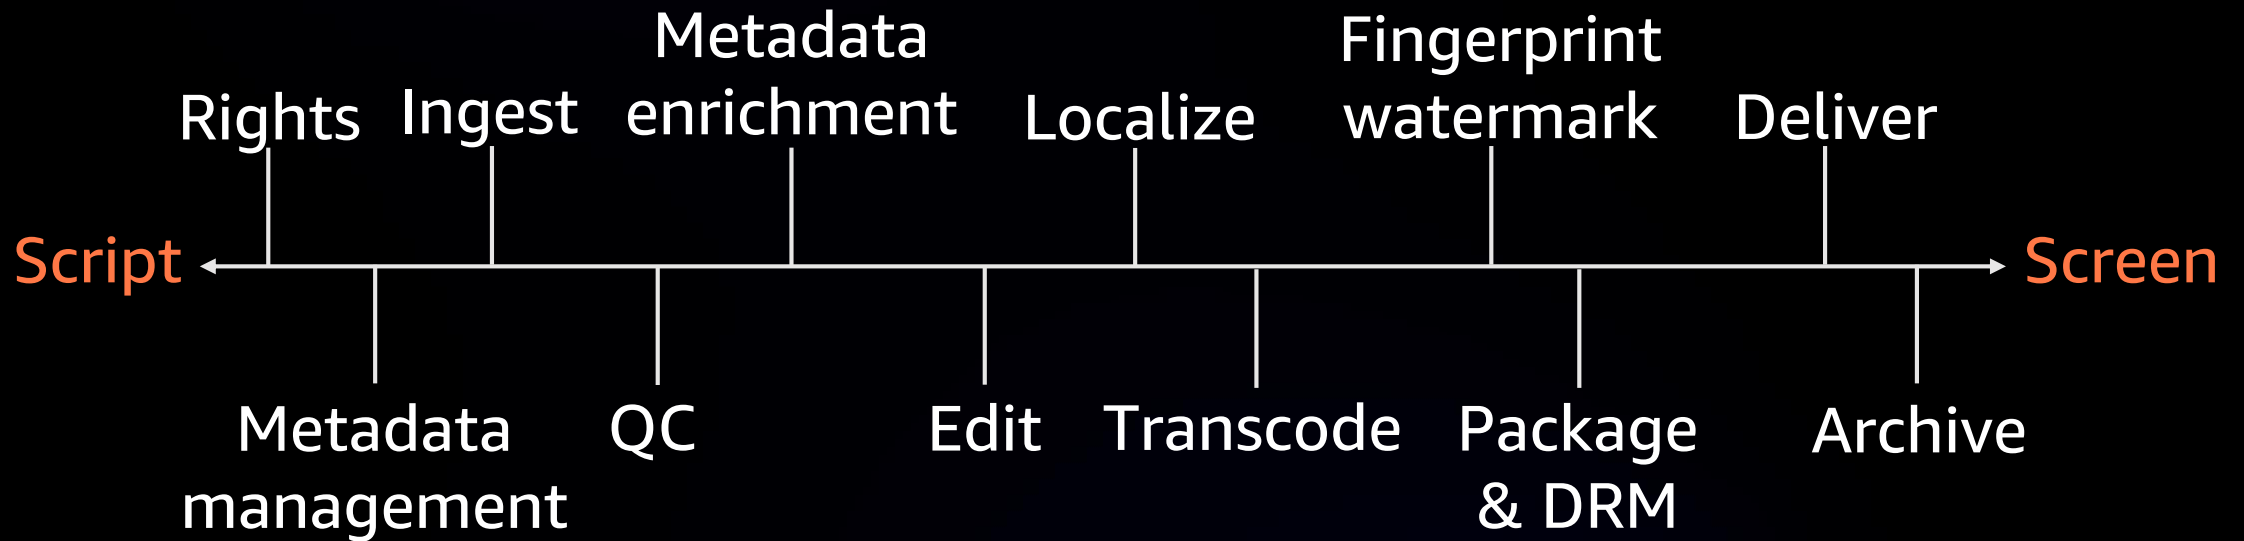 Metadata
Fingerprint
Rights Ingest enrichment Localize watermark Deliver
Script Screen
Metadata QC Edit Transcode Package Archive
management & DRM